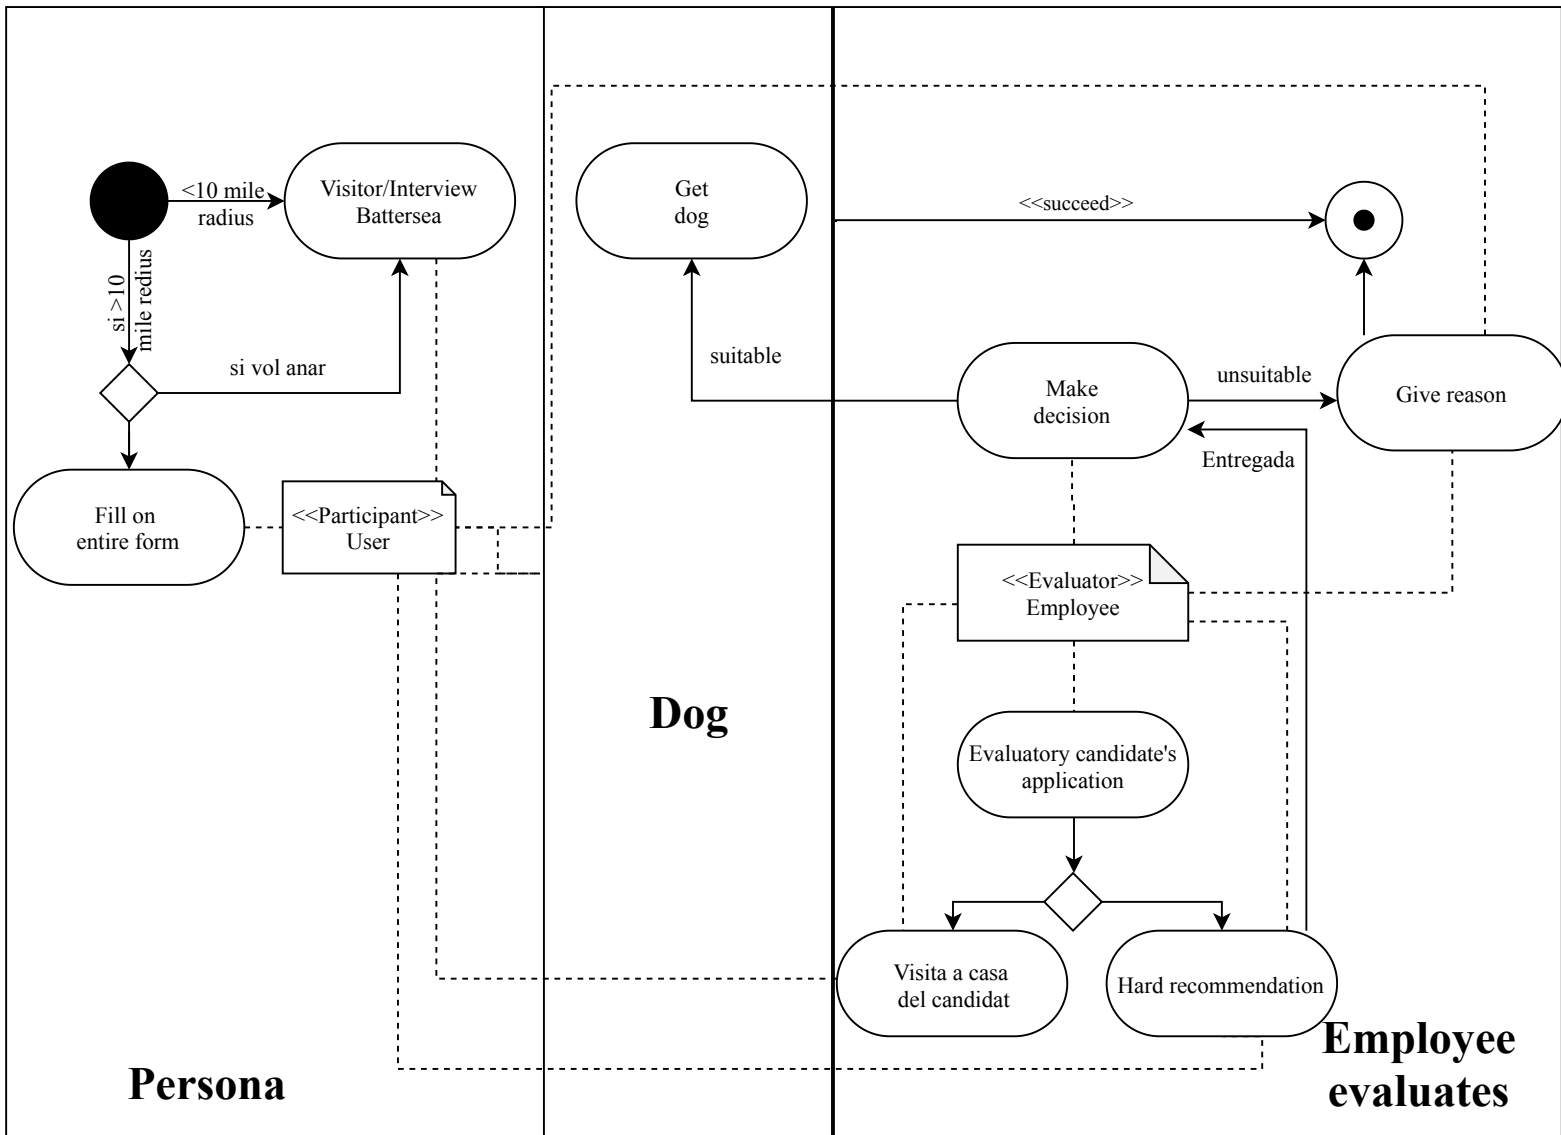 <<succeed>>
<10 mile
radius
Visitor/Interview
Battersea
Get
dog
si >10
mile redius
si vol anar
suitable
Make
decision
unsuitable
Give reason
Entregada
Fill on
entire form
<<Participant>>
User
<<Evaluator>>
Employee
Dog
Evaluatory candidate's
application
Visita a casa
del candidat
Hard recommendation
Persona
Employee
evaluates